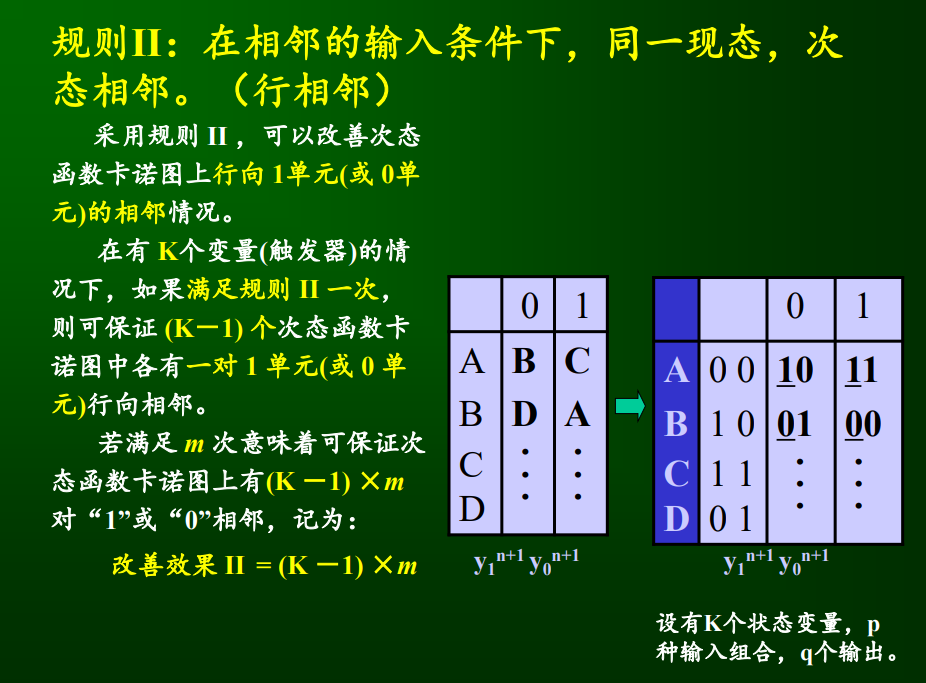 规则II：在相邻的输入条件下，同一现态，次
态相邻。（行相邻）
采用规则 II ，可以改善次态
函数卡诺图上行向 1单元(或 0单
元)的相邻情况。
在有 K个变量(触发器)的情
况下，如果满足规则 II 一次，
则可保证 (K－1) 个次态函数卡
诺图中各有一对 1 单元(或 0 单
元)行向相邻。
若满足 m 次意味着可保证次
态函数卡诺图上有(K －1) ×m
对“1”或“0”相邻，记为：
改善效果 II = (K －1) ×m
0 1
A B C
B D A
C ⋮ ⋮
D
y₁ⁿ⁺¹ y₀ⁿ⁺¹
0 1
A 0 0 10 11
B 1 0 01 00
C 1 1 ⋮ ⋮
D 0 1
y₁ⁿ⁺¹ y₀ⁿ⁺¹
设有K个状态变量，p
种输入组合，q个输出。